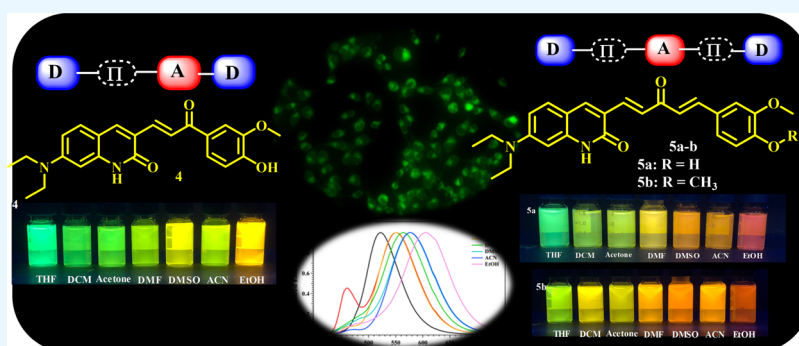 D Π A D
O
O
N
N
H
O
OH
4
4
THF DCM Acetone DMF DMSO ACN EtOH
0.8
0.6
0.4
500 550 600
ACN
EtOH
D Π A Π D
O
O
N
N
H
O
O
R
5a-b
5a: R = H
5b: R = CH3
5a
THF DCM Acetone DMF DMSO ACN EtOH
5b
THF DCM Acetone DMF DMSO ACN EtOH